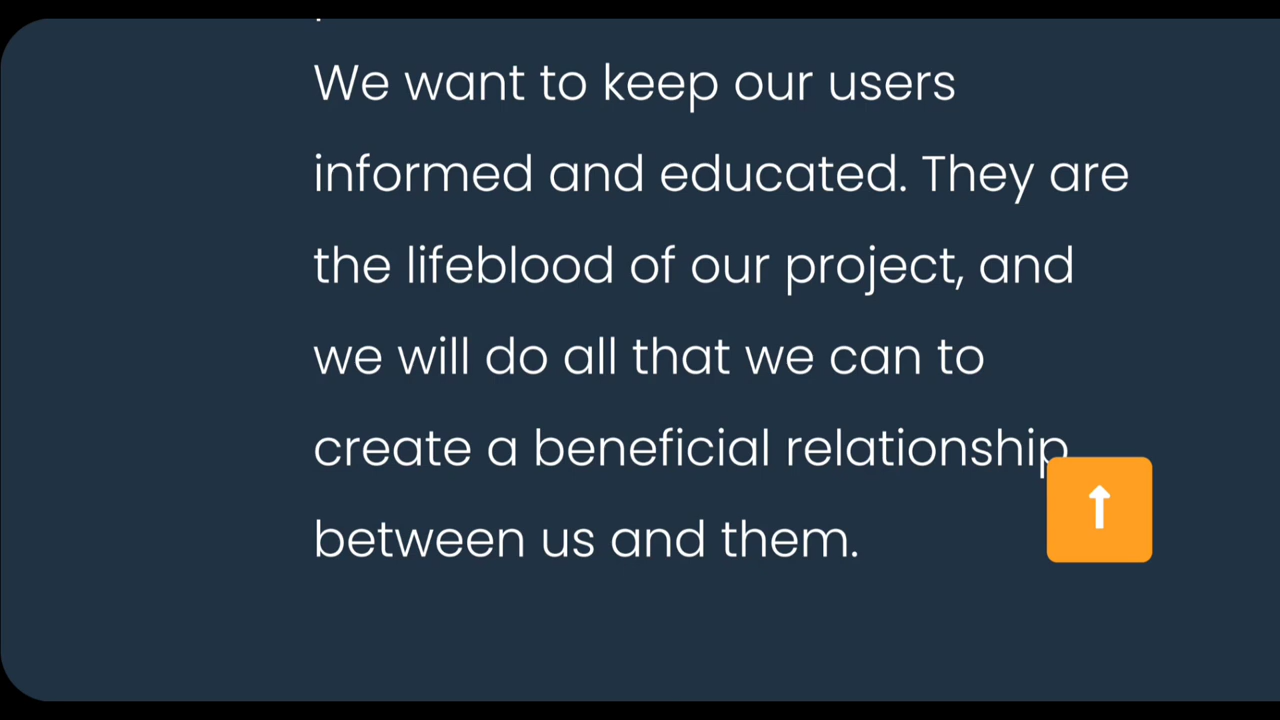 We want to keep our users
informed and educated. They are
the lifeblood of our project, and
we will do all that we can to
create a beneficial relationship
between us and them.